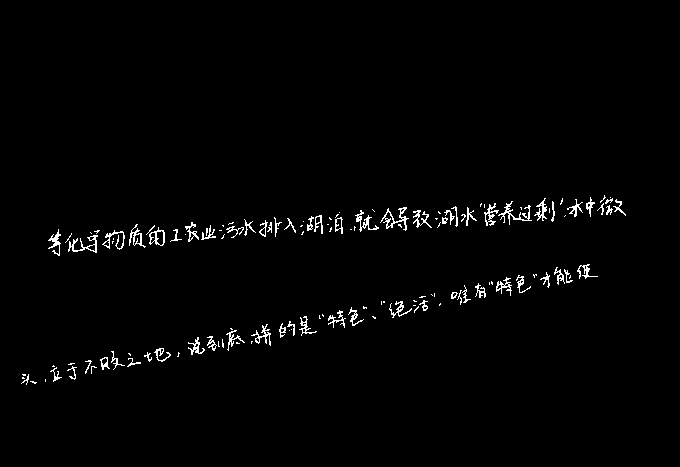 等化学物质的工农业污水排入湖泊,就会导致湖水"营养过剩",水中微
头,立于不败之地,说到底,拼的是"特色"、"绝活",唯有"特色"才能使